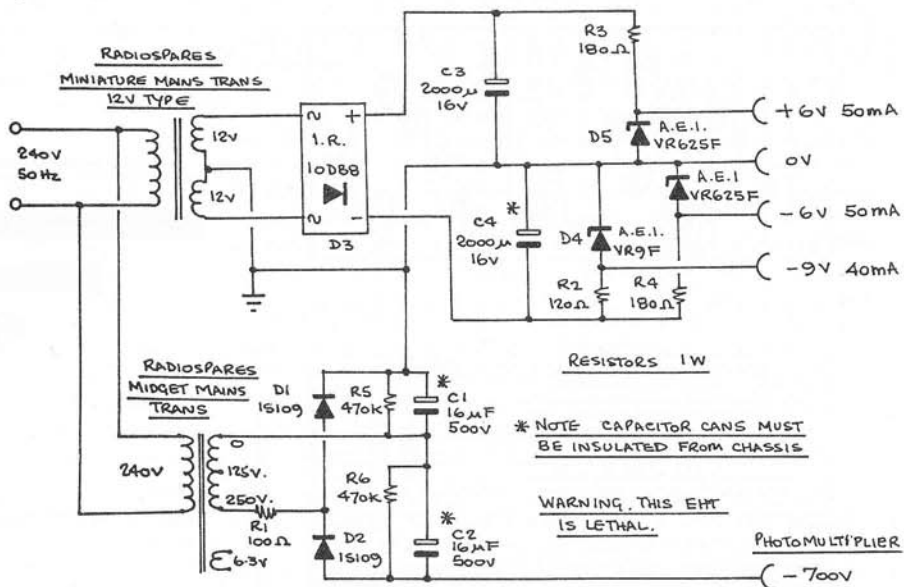 RADIOSPARES
MINIATURE MAINS TRANS
12V TYPE
240V
50Hz
12V
12V
2
+
I.R.
10DB8
2
-
D3
C3
2000µ
16V
R3
180Ω
D5
A.E.I.
VR625F
+6V 50mA
0V
A.E.I
VR625F
-6V 50mA
*
C4
2000µ
16V
D4
A.E.I.
VR9F
-9V 40mA
R2
120Ω
R4
180Ω
RESISTORS 1W
RADIOSPARES
MIDGET MAINS
TRANS
240V
0
125V.
250V.
6·3V
R1
100Ω
D1
1S109
R5
470K
*
C1
16µF
500V
R6
470K
D2
1S109
*
C2
16µF
500V
* NOTE CAPACITOR CANS MUST
BE INSULATED FROM CHASSIS
WARNING. THIS EHT
IS LETHAL.
PHOTOMULTIPLIER
-700V